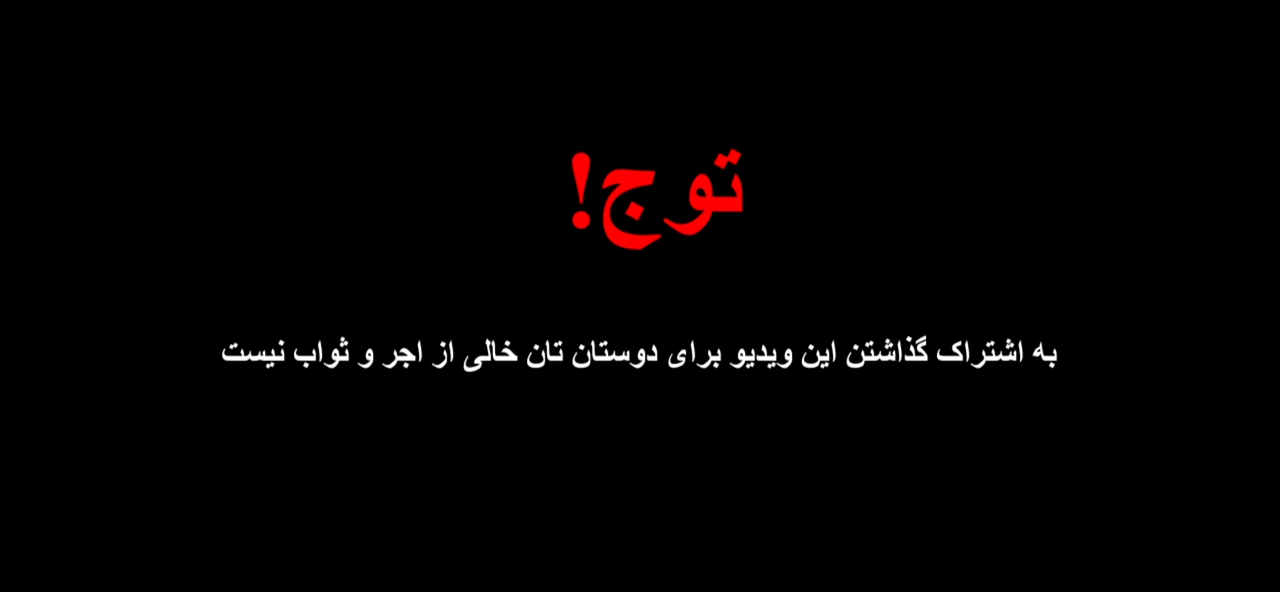 توج!
به اشتراک گذاشتن این ویدیو برای دوستان تان خالی از اجر و ثواب نیست